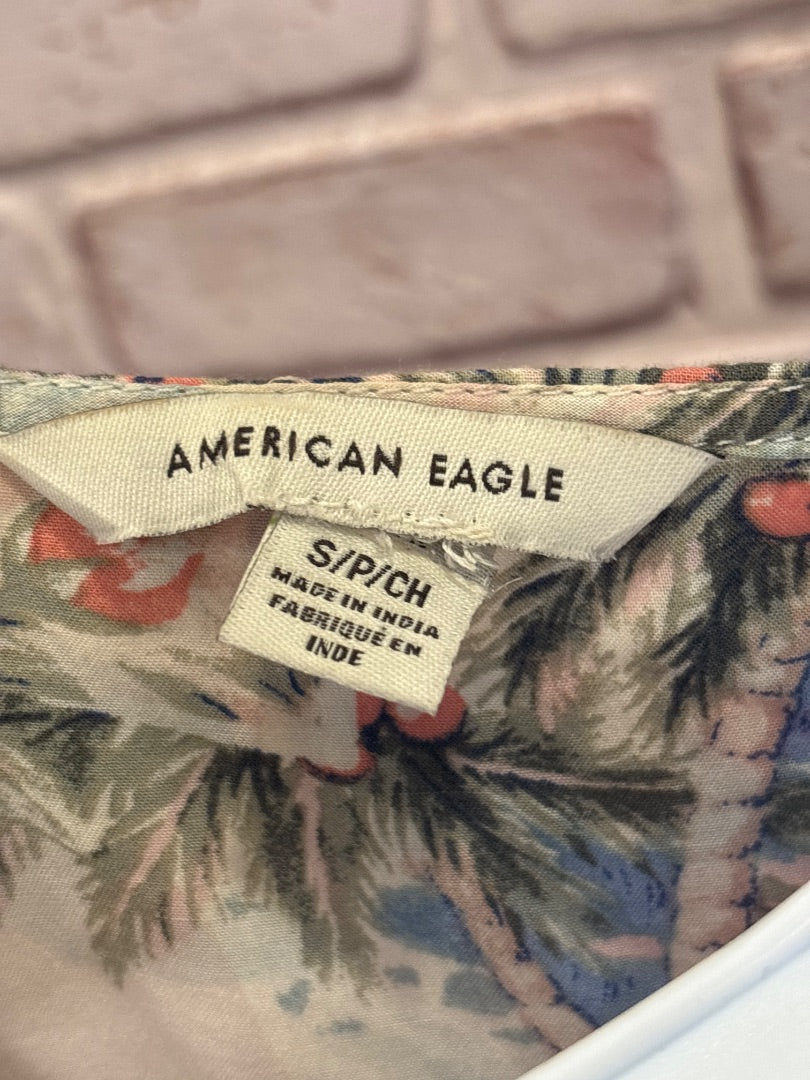 AMERICAN EAGLE
S/P/CH
MADE IN INDIA
FABRIQUÉ EN
INDE